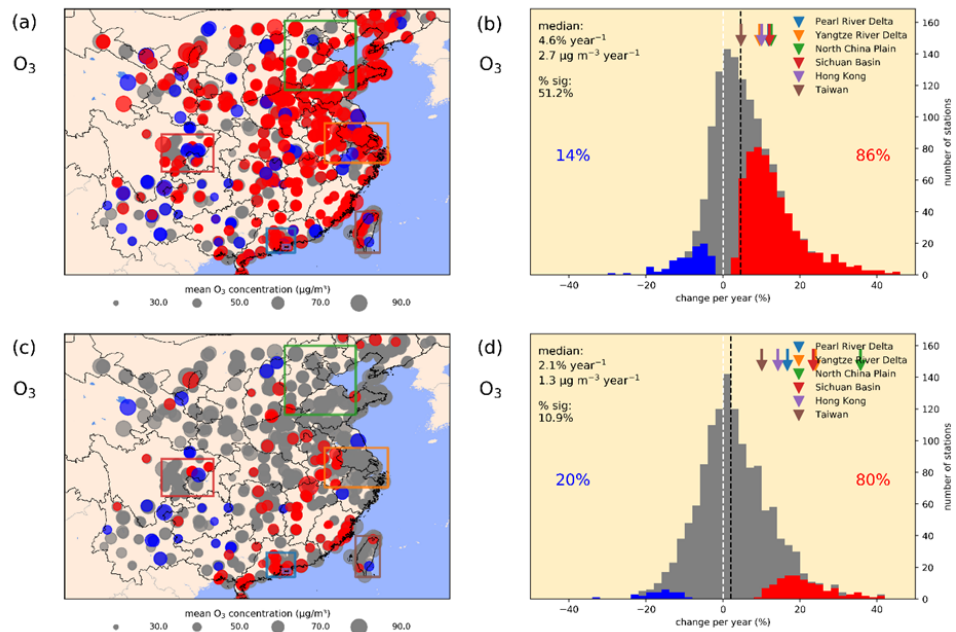 (a)
O₃
mean O₃ concentration (µg/m³)
30.0 50.0 70.0 90.0
(b)
O₃
median:
4.6% year⁻¹
2.7 µg m⁻³ year⁻¹
% sig:
51.2%
14%
86%
Pearl River Delta
Yangtze River Delta
North China Plain
Sichuan Basin
Hong Kong
Taiwan
160
140
120
100
80
60
40
20
0
number of stations
−40 −20 0 20 40
change per year (%)
(c)
O₃
mean O₃ concentration (µg/m³)
30.0 50.0 70.0 90.0
(d)
O₃
median:
2.1% year⁻¹
1.3 µg m⁻³ year⁻¹
% sig:
10.9%
20%
80%
Pearl River Delta
Yangtze River Delta
North China Plain
Sichuan Basin
Hong Kong
Taiwan
160
140
120
100
80
60
40
20
0
number of stations
−40 −20 0 20 40
change per year (%)